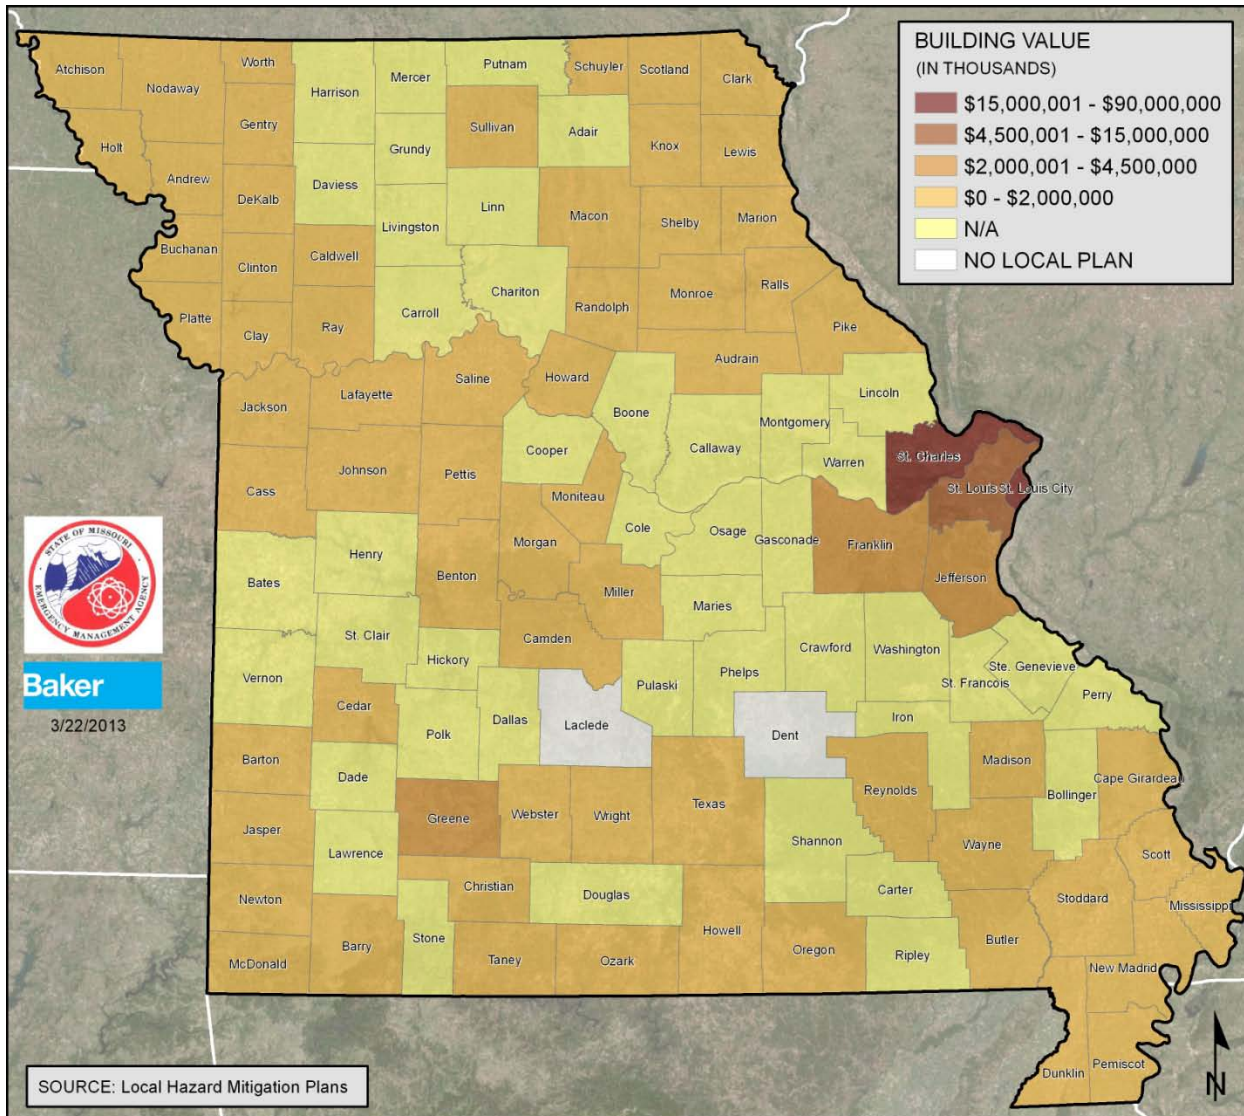 BUILDING VALUE
(IN THOUSANDS)
$15,000,001 - $90,000,000
$4,500,001 - $15,000,000
$2,000,001 - $4,500,000
$0 - $2,000,000
N/A
NO LOCAL PLAN
Atchison
Nodaway
Worth
Harrison
Mercer
Putnam
Schuyler
Scotland
Clark
Holt
Gentry
Grundy
Sullivan
Adair
Knox
Lewis
Andrew
DeKalb
Daviess
Livingston
Linn
Macon
Shelby
Marion
Buchanan
Clinton
Caldwell
Carroll
Chariton
Randolph
Monroe
Ralls
Pike
Platte
Clay
Ray
Audrain
Jackson
Lafayette
Saline
Howard
Boone
Callaway
Montgomery
Lincoln
Warren
St. Charles
St. Louis
St. Louis City
Cass
Johnson
Pettis
Cooper
Moniteau
Cole
Osage
Gasconade
Franklin
Jefferson
Bates
Henry
Benton
Morgan
Miller
Maries
St. Clair
Hickory
Camden
Pulaski
Phelps
Crawford
Washington
St. Francois
Ste. Genevieve
Perry
Vernon
Cedar
Polk
Dallas
Laclede
Dent
Iron
Madison
Bollinger
Cape Girardeau
Barton
Dade
Greene
Webster
Wright
Texas
Shannon
Reynolds
Wayne
Scott
Jasper
Lawrence
Christian
Douglas
Carter
Stoddard
Mississippi
Newton
Barry
Stone
Taney
Ozark
Howell
Oregon
Ripley
Butler
New Madrid
McDonald
Dunklin
Pemiscot
STATE OF MISSOURI
EMERGENCY MANAGEMENT AGENCY
Baker
3/22/2013
SOURCE: Local Hazard Mitigation Plans
N